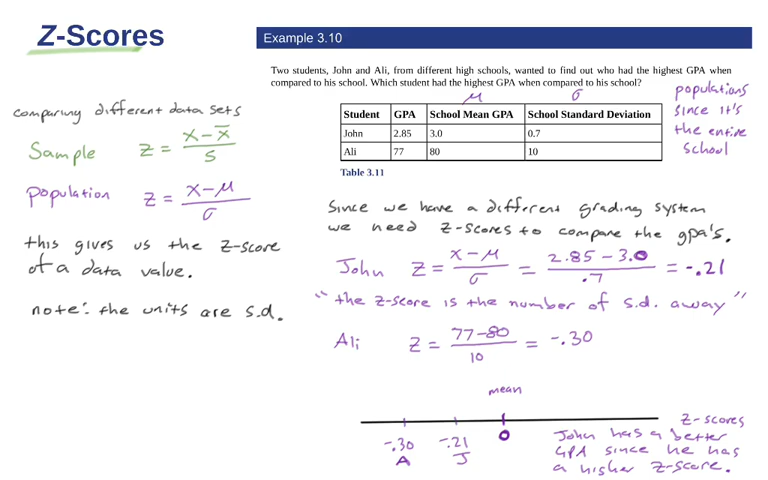 Z-Scores
Example 3.10
Two students, John and Ali, from different high schools, wanted to find out who had the highest GPA when
compared to his school. Which student had the highest GPA when compared to his school?
comparing different data sets
Sample z = (x-x̄)/s
population z = (x-μ)/σ
this gives us the z-score
of a data value.
note: the units are s.d.
μ σ
Student GPA School Mean GPA School Standard Deviation
John 2.85 3.0 0.7
Ali 77 80 10
Table 3.11
populations
since it's
the entire
school
Since we have a different grading system
we need z-scores to compare the gpa's.
John z = (x-μ)/σ = (2.85-3.0)/.7 = -.21
"the z-score is the number of s.d. away"
Ali z = (77-80)/10 = -.30
mean
z-scores
-.30 -.21 0
A J
John has a better
GPA since he has
a higher z-score.